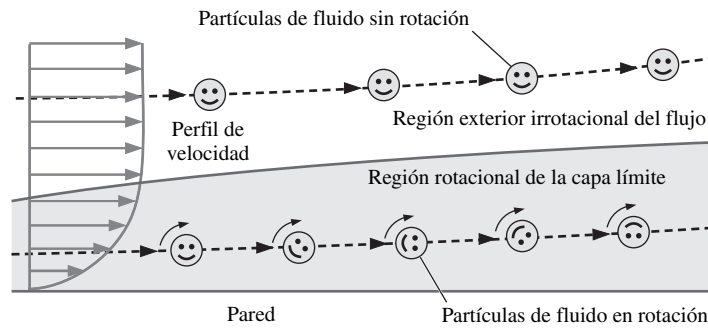 Partículas de fluido sin rotación
Perfil de
velocidad
Región exterior irrotacional del flujo
Región rotacional de la capa límite
Pared
Partículas de fluido en rotación